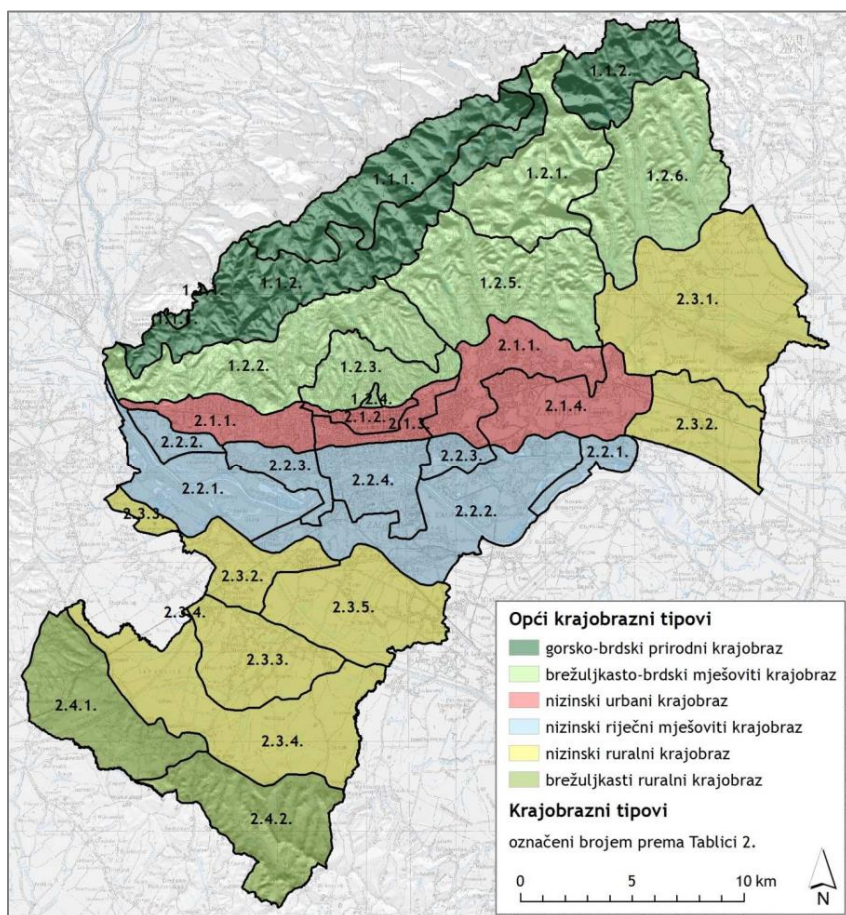 1.1.2.
1.1.1.
1.2.1.
1.2.6.
1.1.2.
1.2.5.
2.3.1.
1.2.2.
1.2.3.
2.1.1.
1.2.4.
2.1.1.
2.1.2.
2.1.4.
2.3.2.
2.2.2.
2.2.3.
2.2.3.
2.2.1.
2.2.1.
2.2.4.
2.2.2.
2.3.3.
2.3.2.
2.3.5.
2.3.4.
2.3.3.
2.4.1.
2.3.4.
2.4.2.
Opći krajobrazni tipovi
gorsko-brdski prirodni krajobraz
brežuljkasto-brdski mješoviti krajobraz
nizinski urbani krajobraz
nizinski riječni mješoviti krajobraz
nizinski ruralni krajobraz
brežuljkasti ruralni krajobraz
Krajobrazni tipovi
označeni brojem prema Tablici 2.
0 5 10 km
N